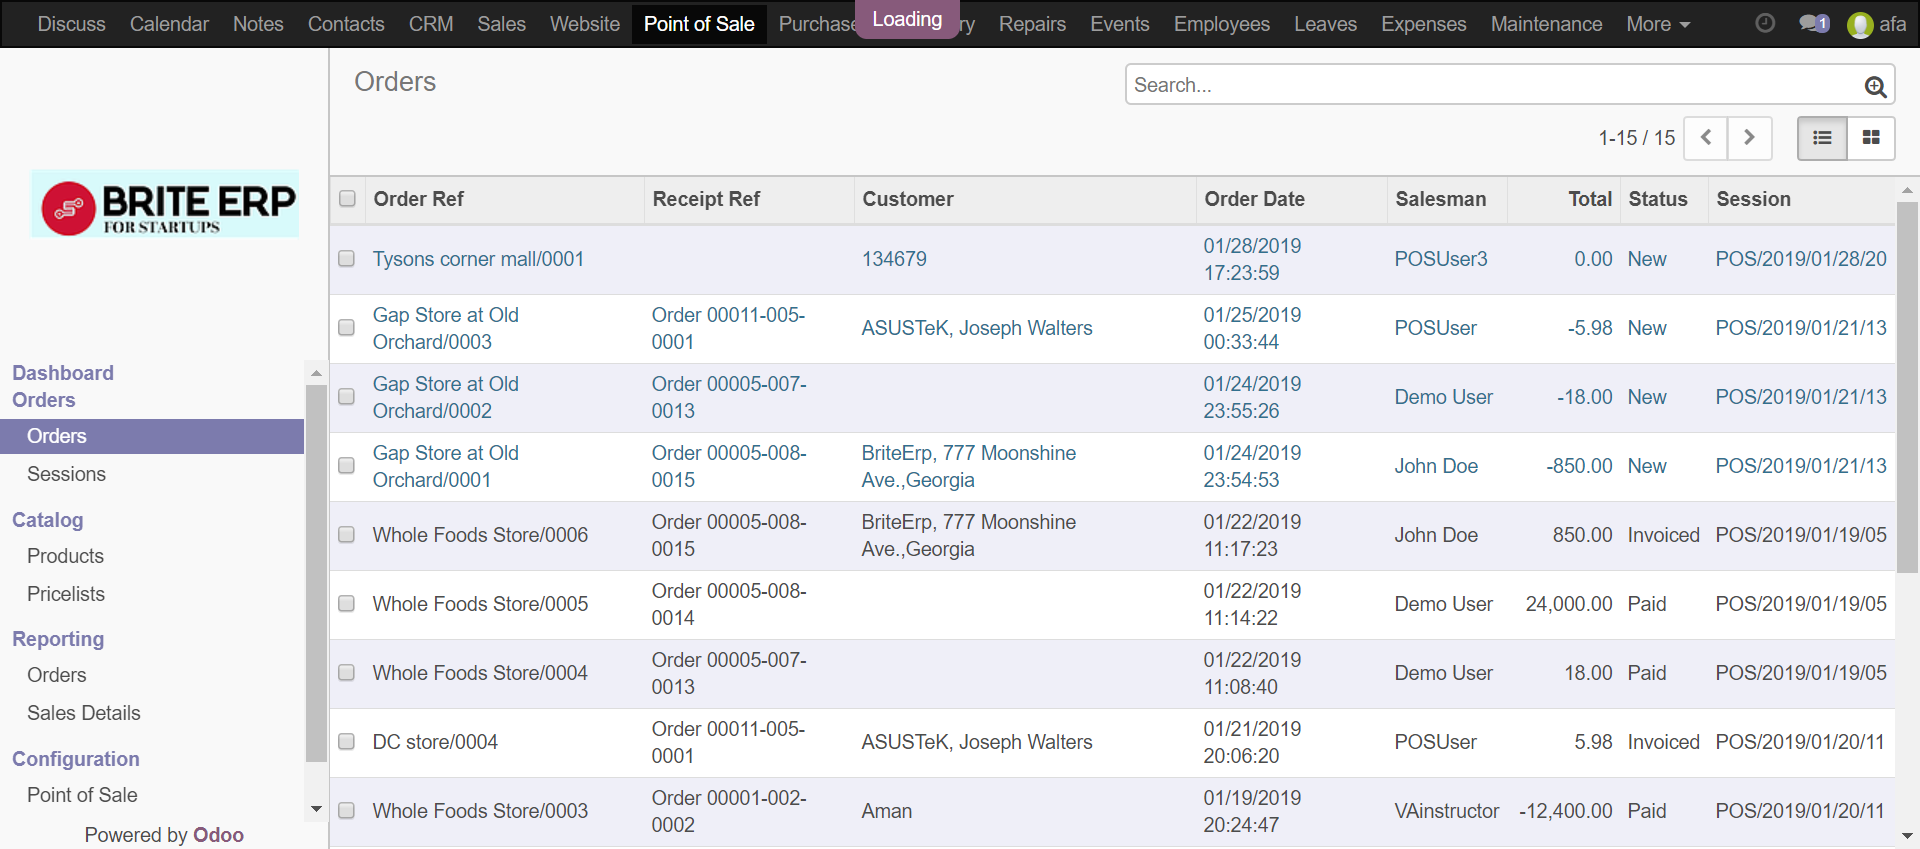 Discuss Calendar Notes Contacts CRM Sales Website Point of Sale Purchase Loading ry Repairs Events Employees Leaves Expenses Maintenance More 1 afa
Orders
Search...
1-15 / 15
BRITE ERP
FOR STARTUPS
Dashboard
Orders
Orders
Sessions
Catalog
Products
Pricelists
Reporting
Orders
Sales Details
Configuration
Point of Sale
Powered by Odoo
Order Ref Receipt Ref Customer Order Date Salesman Total Status Session
Tysons corner mall/0001 134679 01/28/2019 17:23:59 POSUser3 0.00 New POS/2019/01/28/20
Gap Store at Old Order 00011-005- 01/25/2019
Orchard/0003 0001 ASUSTeK, Joseph Walters 00:33:44 POSUser -5.98 New POS/2019/01/21/13
Gap Store at Old Order 00005-007- 01/24/2019
Orchard/0002 0013 23:55:26 Demo User -18.00 New POS/2019/01/21/13
Gap Store at Old Order 00005-008- BriteErp, 777 Moonshine 01/24/2019
Orchard/0001 0015 Ave.,Georgia 23:54:53 John Doe -850.00 New POS/2019/01/21/13
Order 00005-008- BriteErp, 777 Moonshine 01/22/2019
Whole Foods Store/0006 0015 Ave.,Georgia 11:17:23 John Doe 850.00 Invoiced POS/2019/01/19/05
Order 00005-008- 01/22/2019
Whole Foods Store/0005 0014 11:14:22 Demo User 24,000.00 Paid POS/2019/01/19/05
Order 00005-007- 01/22/2019
Whole Foods Store/0004 0013 11:08:40 Demo User 18.00 Paid POS/2019/01/19/05
Order 00011-005- 01/21/2019
DC store/0004 0001 ASUSTeK, Joseph Walters 20:06:20 POSUser 5.98 Invoiced POS/2019/01/20/11
Order 00001-002- 01/19/2019
Whole Foods Store/0003 0002 Aman 20:24:47 VAinstructor -12,400.00 Paid POS/2019/01/20/11